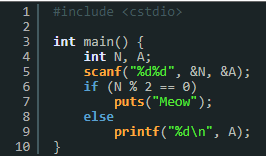 1 #include <cstdio>
2
3 int main() {
4     int N, A;
5     scanf("%d%d", &N, &A);
6     if (N % 2 == 0)
7         puts("Meow");
8     else
9         printf("%d\n", A);
10 }